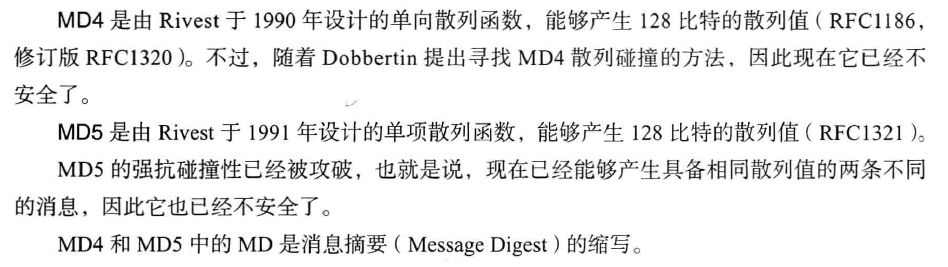 MD4 是由 Rivest 于 1990 年设计的单向散列函数，能够产生 128 比特的散列值（RFC1186，
修订版 RFC1320）。不过，随着 Dobbertin 提出寻找 MD4 散列碰撞的方法，因此现在它已经不
安全了。
MD5 是由 Rivest 于 1991 年设计的单项散列函数，能够产生 128 比特的散列值（RFC1321）。
MD5 的强抗碰撞性已经被攻破，也就是说，现在已经能够产生具备相同散列值的两条不同
的消息，因此它也已经不安全了。
MD4 和 MD5 中的 MD 是消息摘要（Message Digest）的缩写。